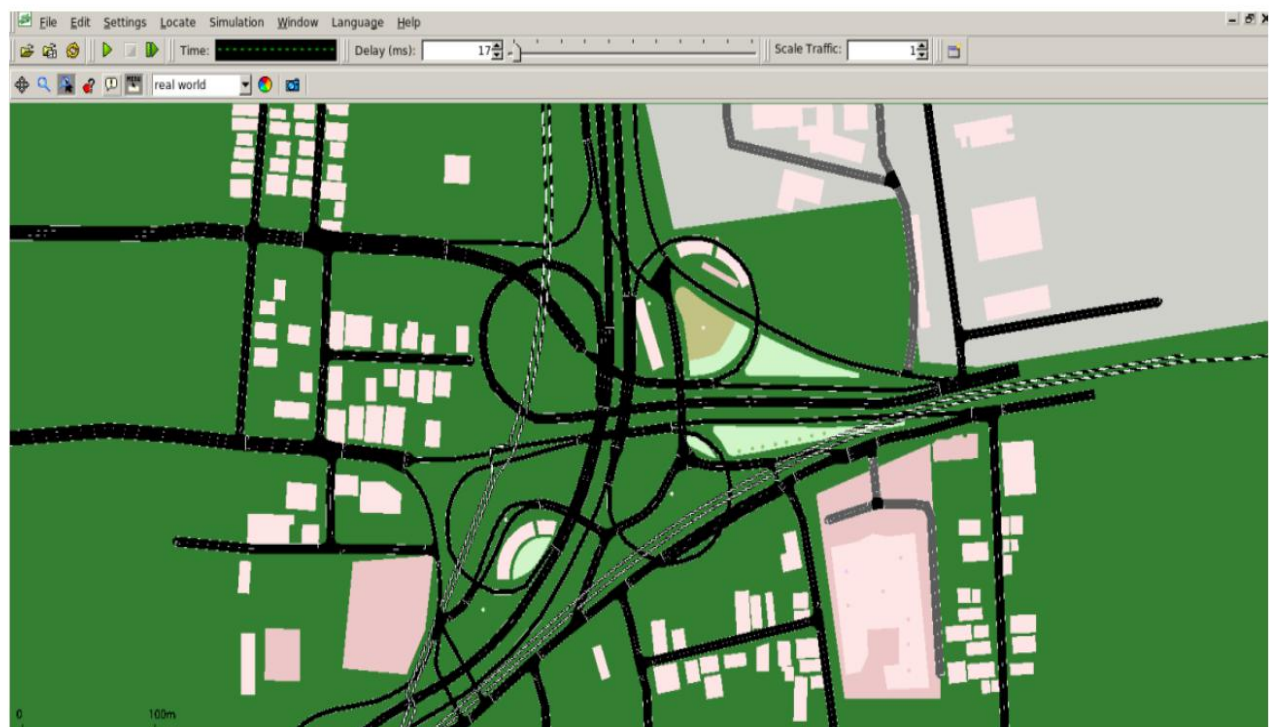 File Edit Settings Locate Simulation Window Language Help
Time: Delay (ms): 17 Scale Traffic: 1
real world
0 100m